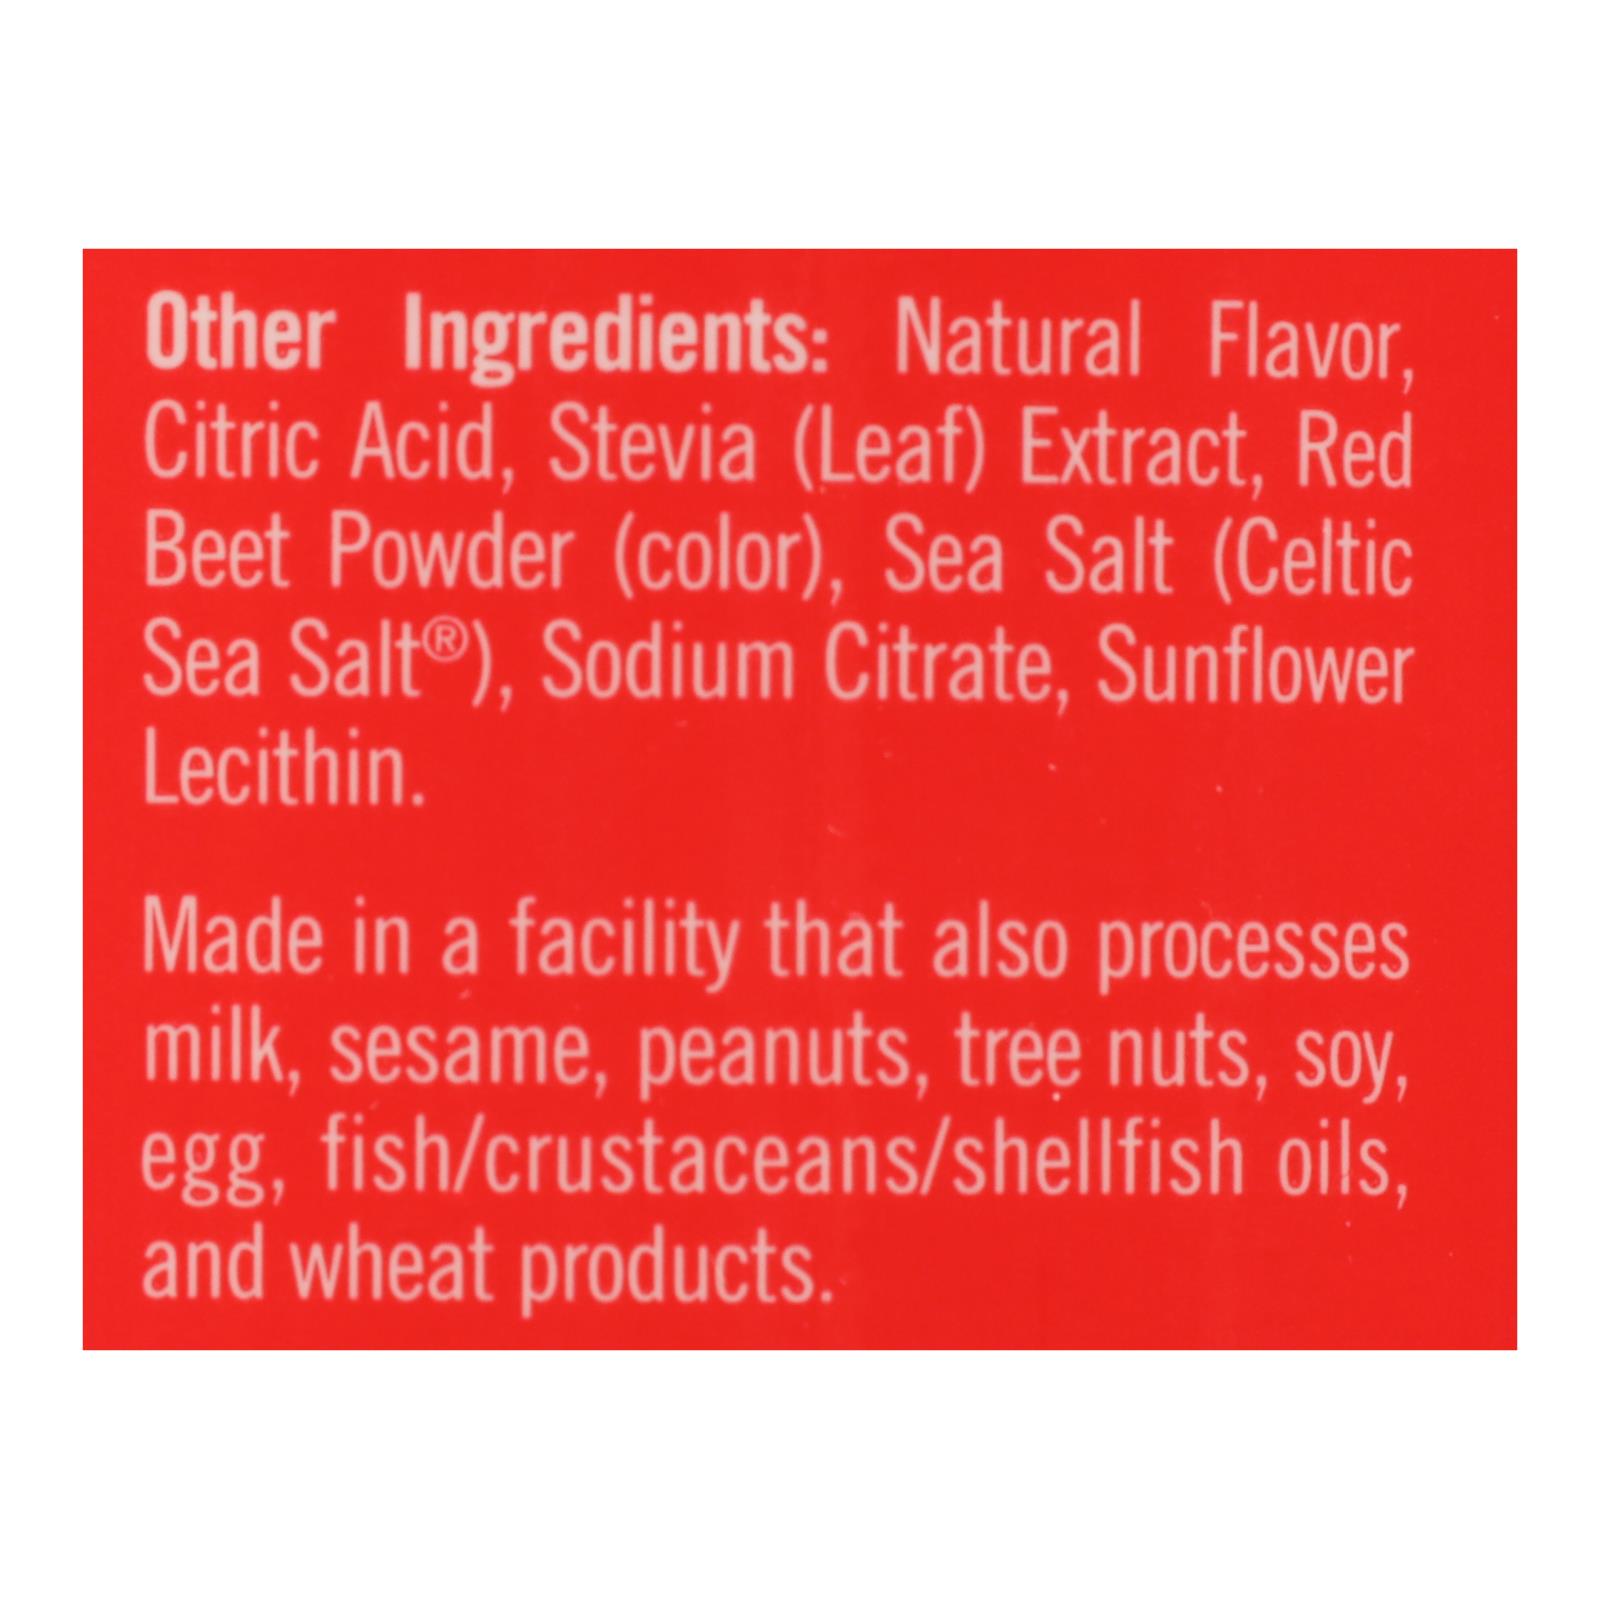 Other Ingredients: Natural Flavor,
Citric Acid, Stevia (Leaf) Extract, Red
Beet Powder (color), Sea Salt (Celtic
Sea Salt®), Sodium Citrate, Sunflower
Lecithin.
Made in a facility that also processes
milk, sesame, peanuts, tree nuts, soy,
egg, fish/crustaceans/shellfish oils,
and wheat products.